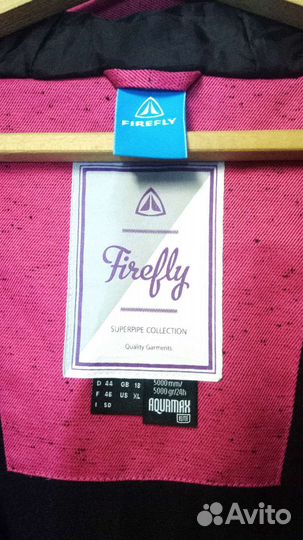 FIREFLY
Firefly
SUPERPIPE COLLECTION
Quality Garments
D 44 GB 18
F 46 US XL
I 50
5000 mm/
5000 gr/24h
AQUAMAX
Avito